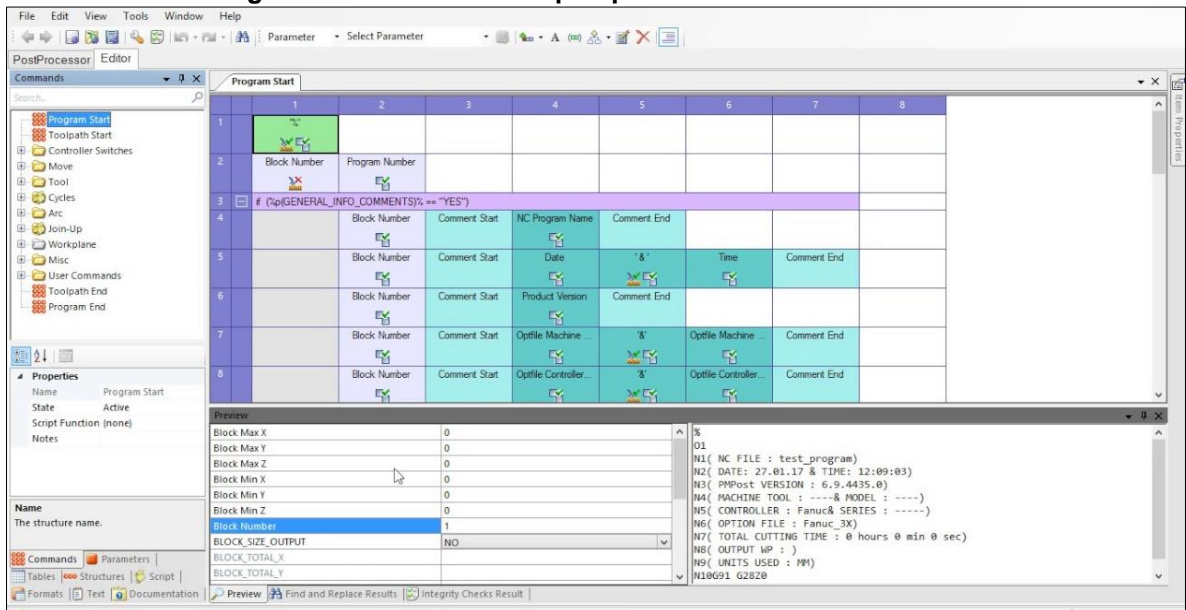 File Edit View Tools Window Help
Parameter Select Parameter
PostProcessor Editor
Commands
Search...
Program Start
Toolpath Start
Controller Switches
Move
Tool
Cycles
Arc
Join-Up
Workplane
Misc
User Commands
Toolpath End
Program End
Properties
Name Program Start
State Active
Script Function (none)
Notes
Name
The structure name.
Commands Parameters
Tables Structures Script
Formats Text Documentation
Program Start
1 2 3 4 5 6 7 8
1 '%'
2 Block Number Program Number
3 if (%p(GENERAL_INFO_COMMENTS)% == "YES")
4 Block Number Comment Start NC Program Name Comment End
5 Block Number Comment Start Date ' & ' Time Comment End
6 Block Number Comment Start Product Version Comment End
7 Block Number Comment Start Optfile Machine ... '&' Optfile Machine ... Comment End
8 Block Number Comment Start Optfile Controller... '&' Optfile Controller... Comment End
Item Properties
Preview
Block Max X 0
Block Max Y 0
Block Max Z 0
Block Min X 0
Block Min Y 0
Block Min Z 0
Block Number 1
BLOCK_SIZE_OUTPUT NO
BLOCK_TOTAL_X
BLOCK_TOTAL_Y
%
O1
N1( NC FILE : test_program)
N2( DATE: 27.01.17 & TIME: 12:09:03)
N3( PMPost VERSION : 6.9.4435.0)
N4( MACHINE TOOL : ----& MODEL : ----)
N5( CONTROLLER : Fanuc& SERIES : -----)
N6( OPTION FILE : Fanuc_3X)
N7( TOTAL CUTTING TIME : 0 hours 0 min 0 sec)
N8( OUTPUT WP : )
N9( UNITS USED : MM)
N10G91 G28Z0
Preview Find and Replace Results Integrity Checks Result